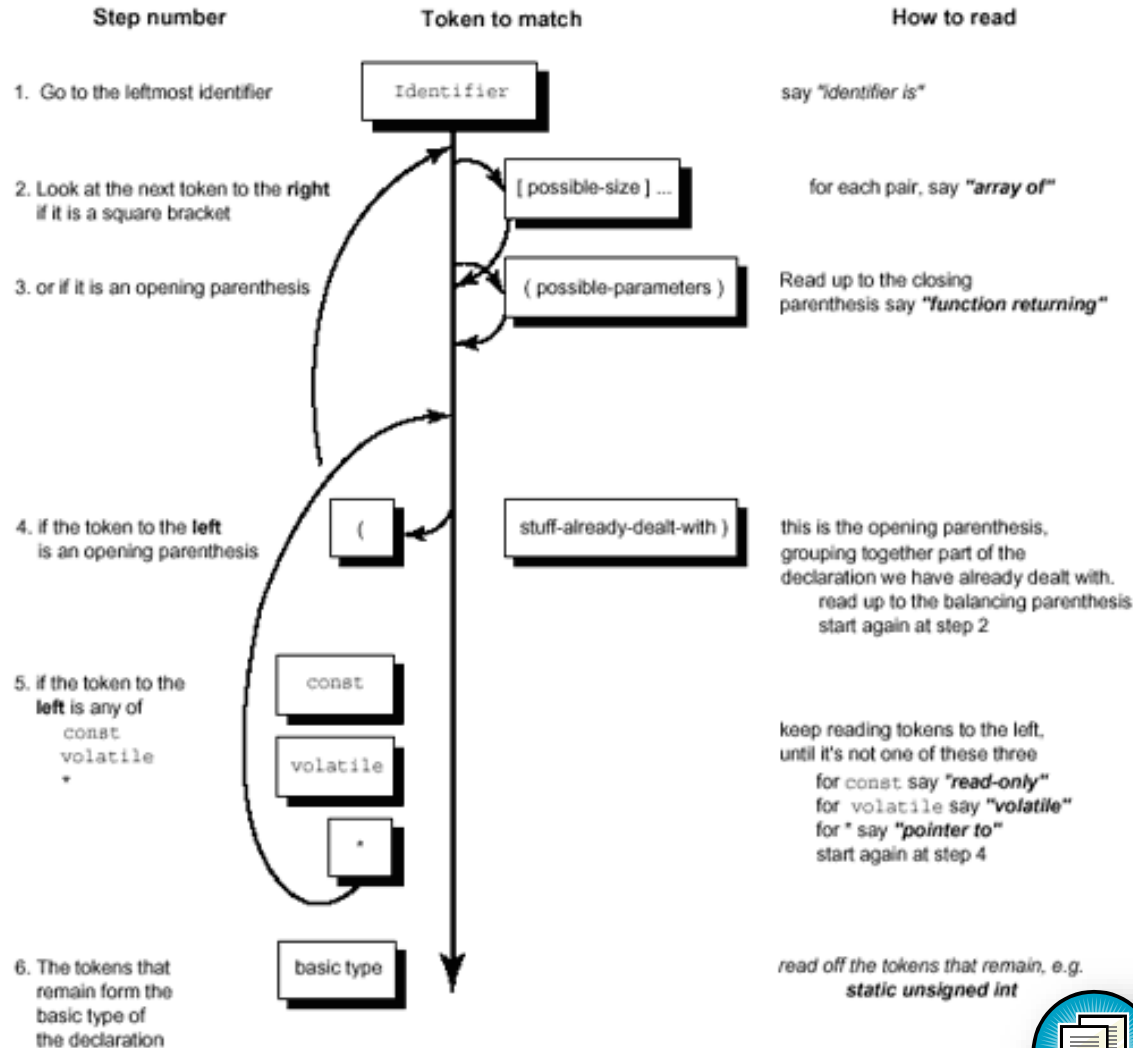 Step number
Token to match
How to read
1. Go to the leftmost identifier
Identifier
say "identifier is"
2. Look at the next token to the right
if it is a square bracket
[ possible-size ] ...
for each pair, say "array of"
3. or if it is an opening parenthesis
( possible-parameters )
Read up to the closing
parenthesis say "function returning"
4. if the token to the left
is an opening parenthesis
(
stuff-already-dealt-with )
this is the opening parenthesis,
grouping together part of the
declaration we have already dealt with.
read up to the balancing parenthesis
start again at step 2
5. if the token to the
left is any of
const
volatile
*
const
volatile
*
keep reading tokens to the left,
until it's not one of these three
for const say "read-only"
for volatile say "volatile"
for * say "pointer to"
start again at step 4
6. The tokens that
remain form the
basic type of
the declaration
basic type
read off the tokens that remain, e.g.
static unsigned int